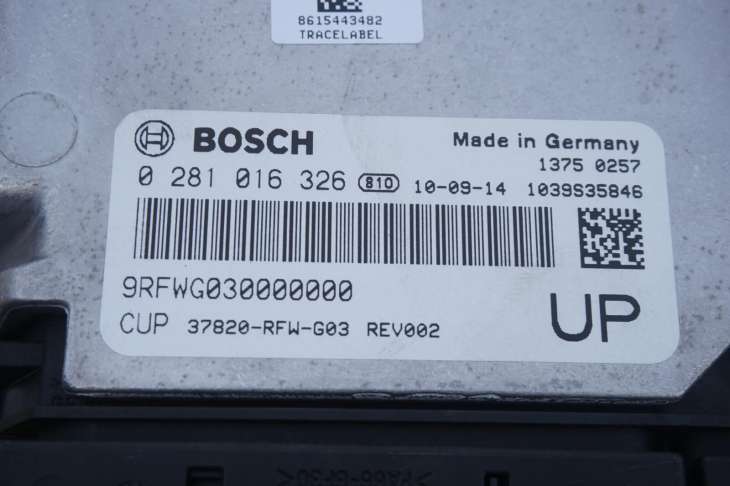 8615443482
TRACELABEL
BOSCH
Made in Germany
1375 0257
0 281 016 326 810 10-09-14 1039S35846
9RFWG030000000
CUP 37820-RFW-G03 REV002
UP